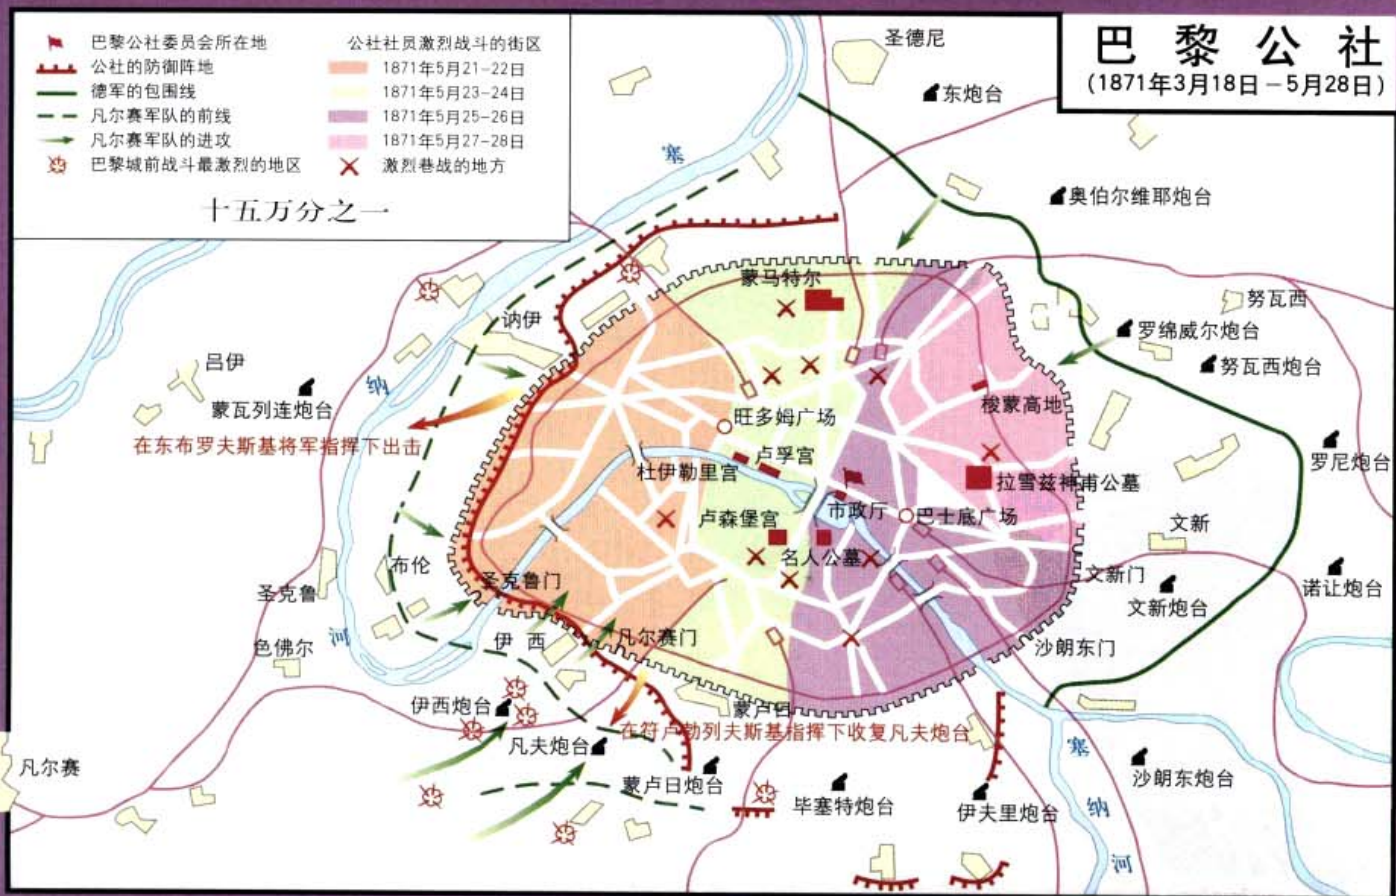 巴黎公社
(1871年3月18日－5月28日)
巴黎公社委员会所在地
公社的防御阵地
德军的包围线
凡尔赛军队的前线
凡尔赛军队的进攻
巴黎城前战斗最激烈的地区
公社社员激烈战斗的街区
1871年5月21-22日
1871年5月23-24日
1871年5月25-26日
1871年5月27-28日
激烈巷战的地方
十五万分之一
圣德尼
东炮台
塞
奥伯尔维耶炮台
蒙马特尔
努瓦西
讷伊
罗绵威尔炮台
吕伊
努瓦西炮台
纳
蒙瓦列连炮台
梭蒙高地
旺多姆广场
在东布罗夫斯基将军指挥下出击
卢孚宫
罗尼炮台
杜伊勒里宫
拉雪兹神甫公墓
市政厅
巴士底广场
卢森堡宫
文新
名人公墓
布伦
圣克鲁门
文新门
圣克鲁
文新炮台
诺让炮台
河
伊西
凡尔赛门
色佛尔
沙朗东门
伊西炮台
蒙卢日
在符卢勃列夫斯基指挥下收复凡夫炮台
凡夫炮台
塞
凡尔赛
蒙卢日炮台
沙朗东炮台
毕塞特炮台
伊夫里炮台
纳
河